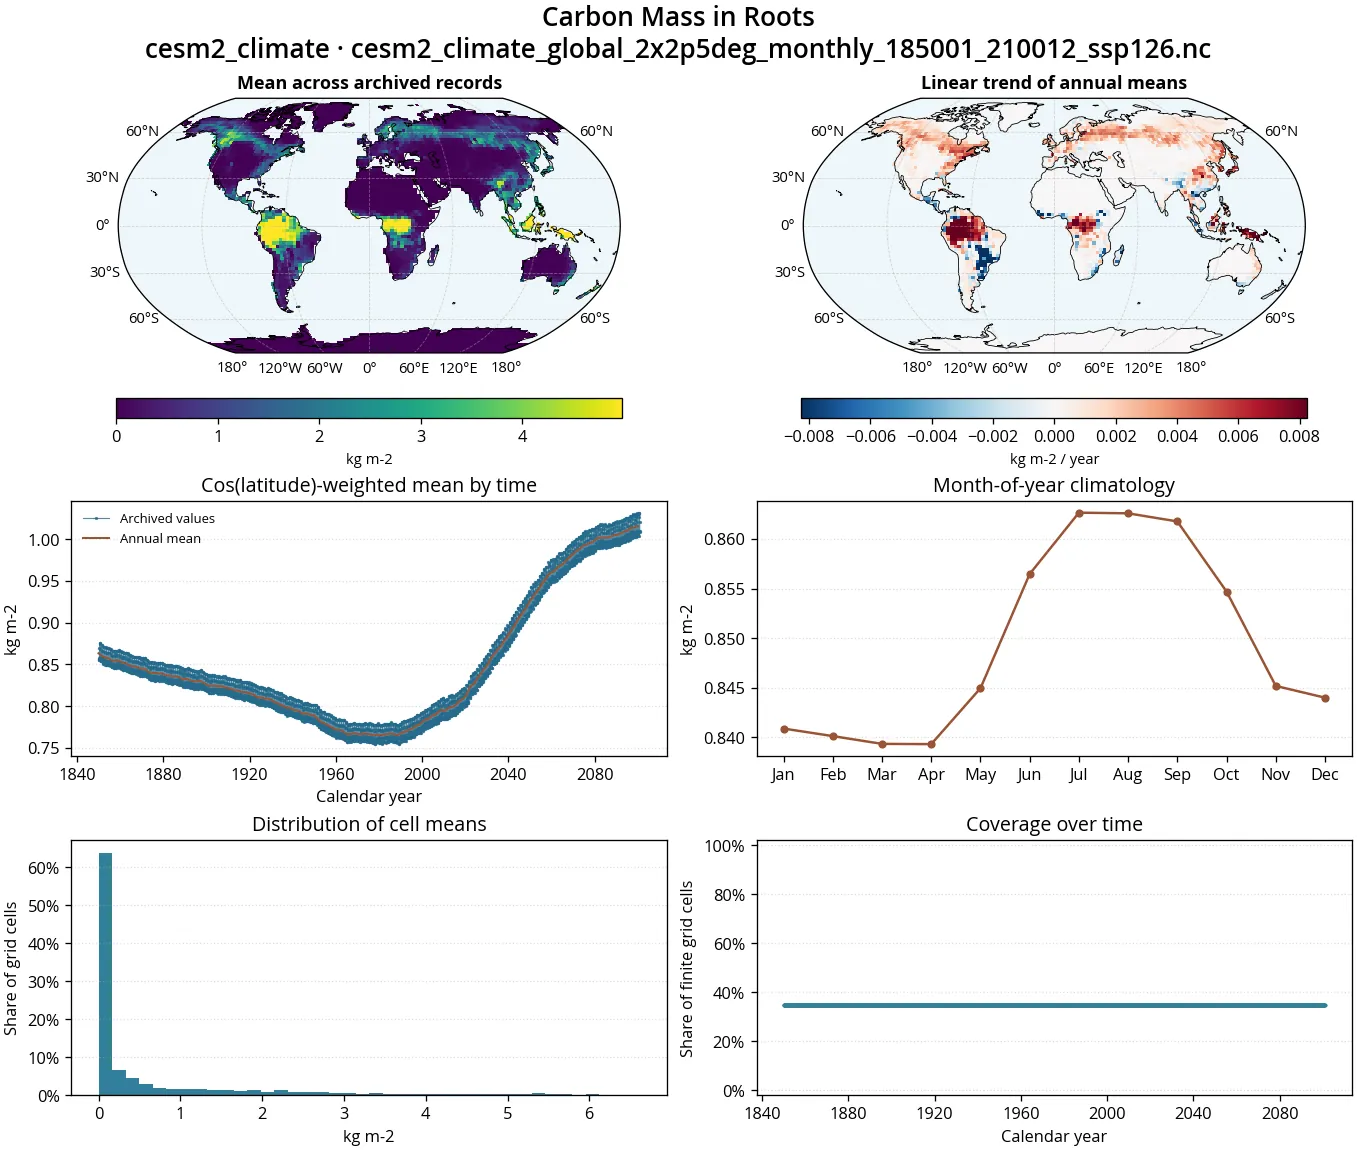 Carbon Mass in Roots
cesm2_climate · cesm2_climate_global_2x2p5deg_monthly_185001_210012_ssp126.nc
Mean across archived records
60°N
60°N
30°N
0°
30°S
60°S
60°S
180° 120°W 60°W 0° 60°E 120°E 180°
0 1 2 3 4
kg m-2
Linear trend of annual means
60°N
60°N
30°N
0°
30°S
60°S
60°S
180° 120°W 60°W 0° 60°E 120°E 180°
−0.008 −0.006 −0.004 −0.002 0.000 0.002 0.004 0.006 0.008
kg m-2 / year
Cos(latitude)-weighted mean by time
Archived values
Annual mean
kg m-2
1.00
0.95
0.90
0.85
0.80
0.75
1840 1880 1920 1960 2000 2040 2080
Calendar year
Month-of-year climatology
kg m-2
0.860
0.855
0.850
0.845
0.840
Jan Feb Mar Apr May Jun Jul Aug Sep Oct Nov Dec
Distribution of cell means
Share of grid cells
60%
50%
40%
30%
20%
10%
0%
0 1 2 3 4 5 6
kg m-2
Coverage over time
Share of finite grid cells
100%
80%
60%
40%
20%
0%
1840 1880 1920 1960 2000 2040 2080
Calendar year